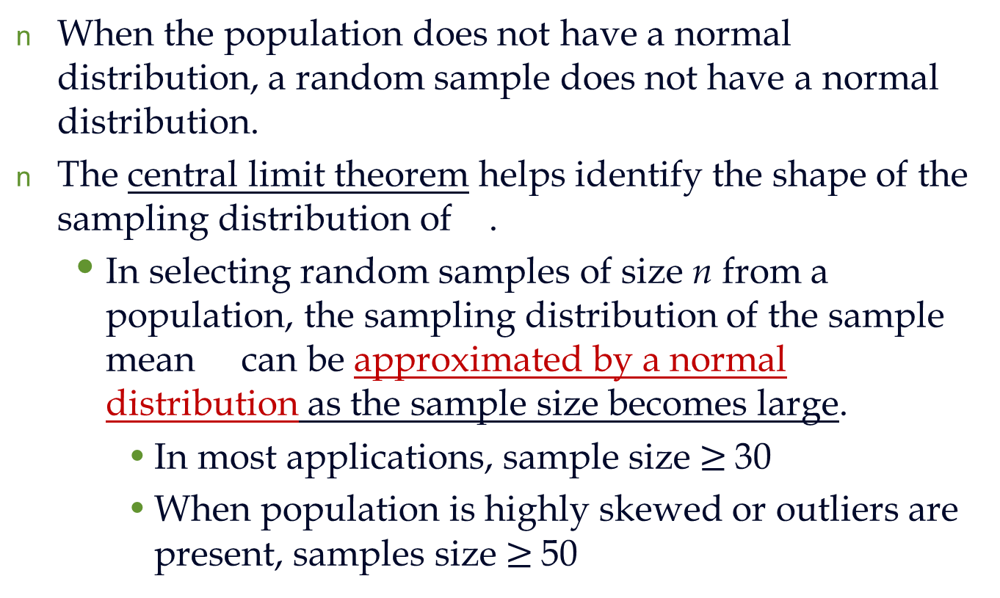 n When the population does not have a normal
distribution, a random sample does not have a normal
distribution.
n The central limit theorem helps identify the shape of the
sampling distribution of .
• In selecting random samples of size n from a
population, the sampling distribution of the sample
mean can be approximated by a normal
distribution as the sample size becomes large.
• In most applications, sample size ≥ 30
• When population is highly skewed or outliers are
present, samples size ≥ 50